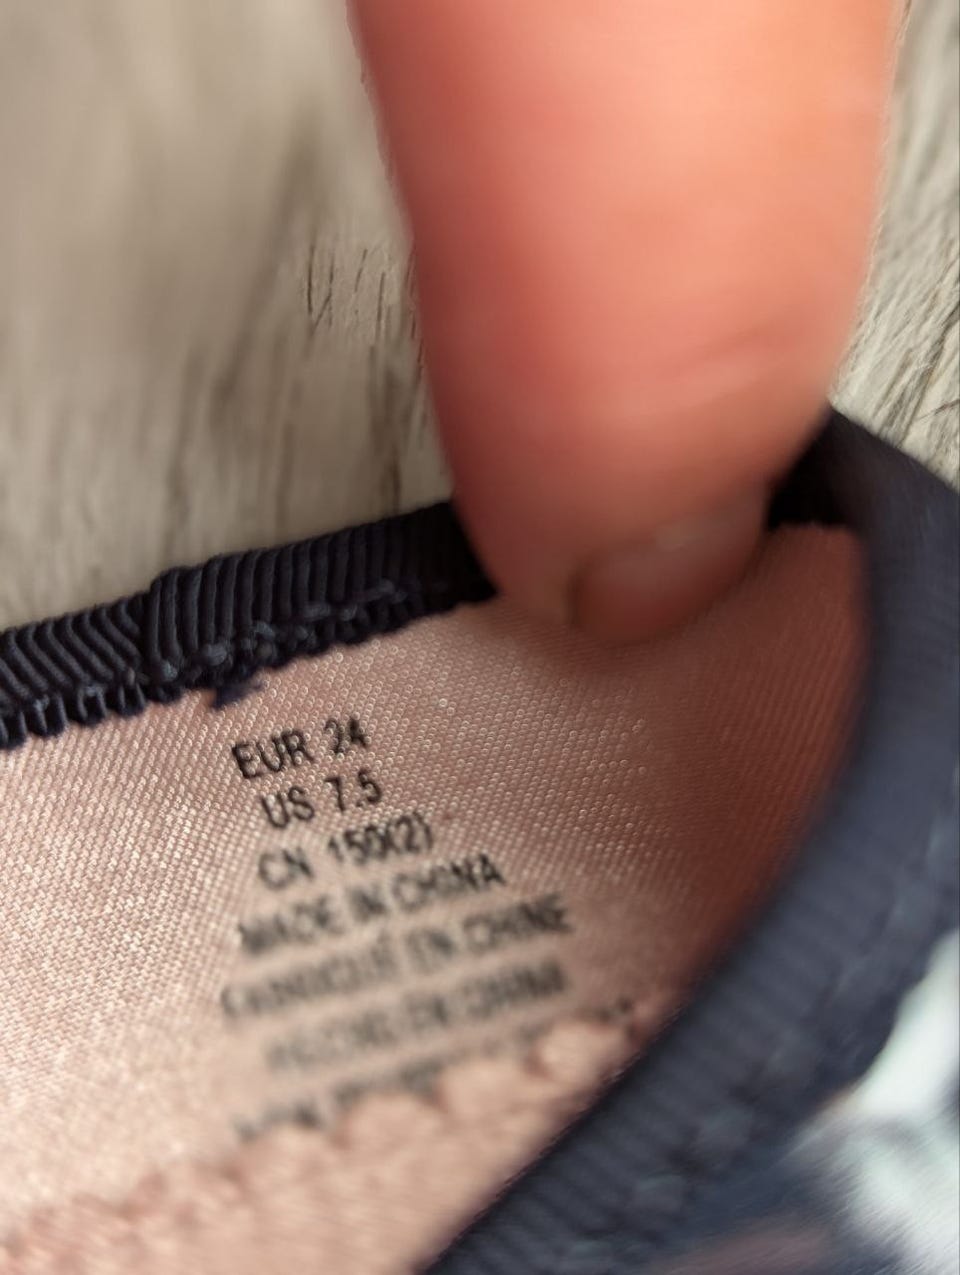 EUR 24
US 7.5
CN 150(2)
MADE IN CHINA
FABRIQUÉ EN CHINE
HECHO EN CHINA